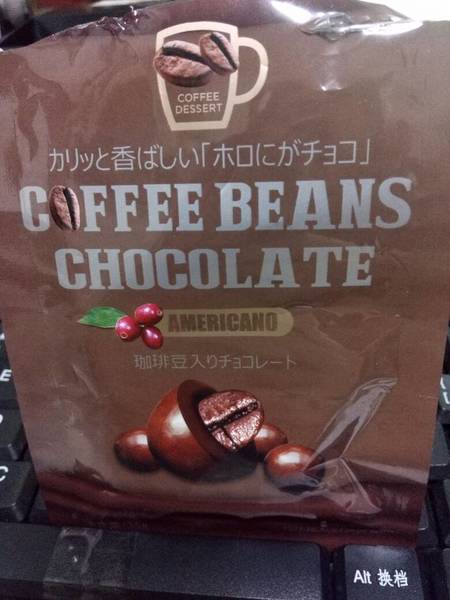 COFFEE
DESSERT
カリッと香ばしい「ホロにがチョコ」
COFFEE BEANS
CHOCOLATE
AMERICANO
珈琲豆入りチョコレート
Alt 换档
E
C